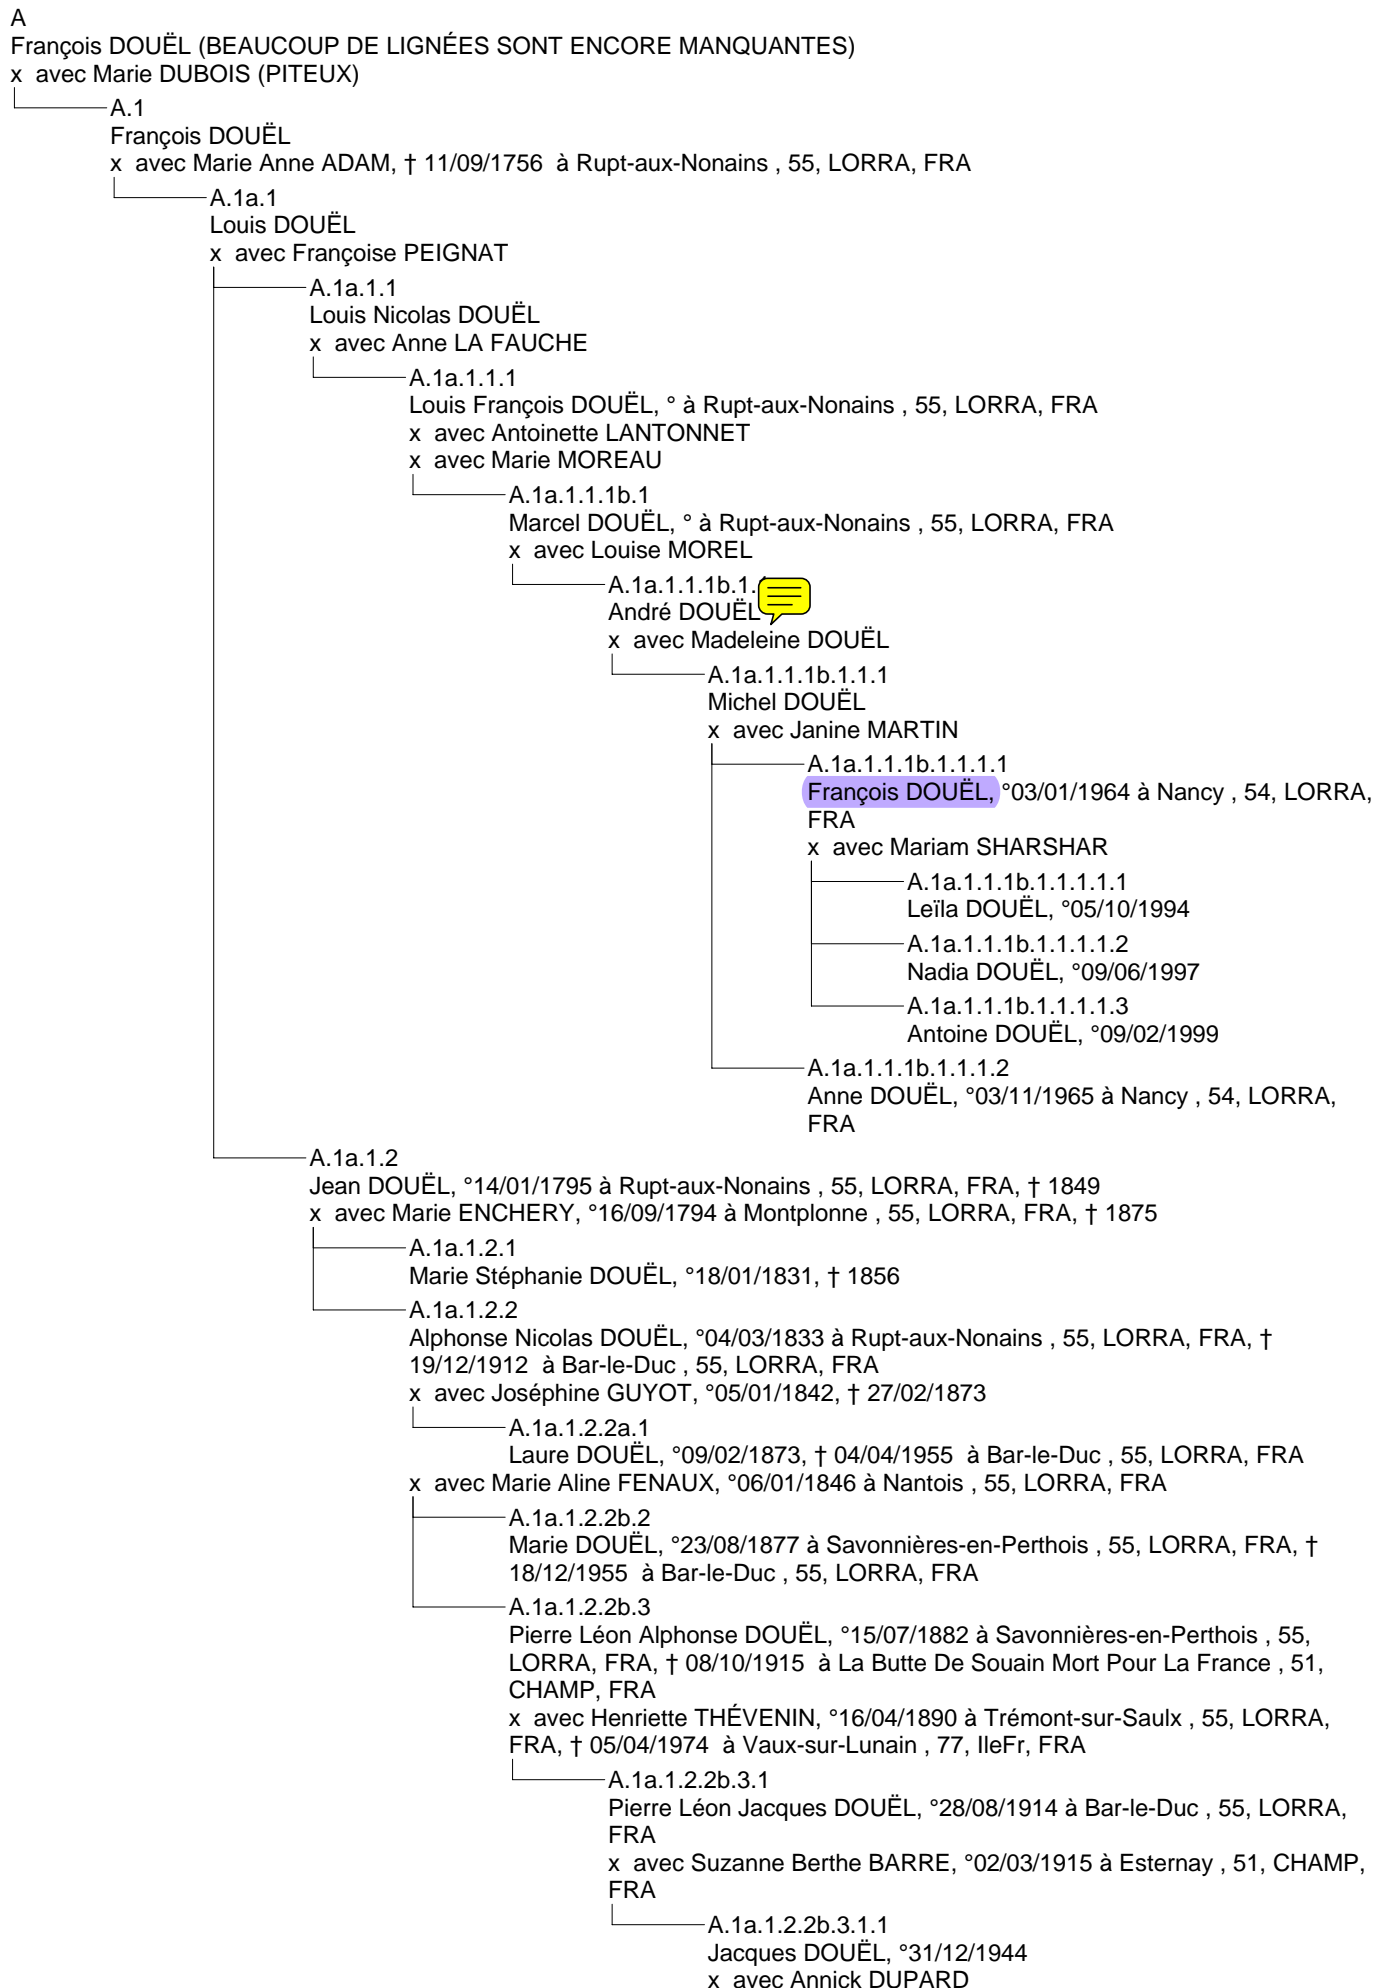 A
François DOUËL (BEAUCOUP DE LIGNÉES SONT ENCORE MANQUANTES)
x avec Marie DUBOIS (PITEUX)
A.1
François DOUËL
x avec Marie Anne ADAM, † 11/09/1756 à Rupt-aux-Nonains , 55, LORRA, FRA
A.1a.1
Louis DOUËL
x avec Françoise PEIGNAT
A.1a.1.1
Louis Nicolas DOUËL
x avec Anne LA FAUCHE
A.1a.1.1.1
Louis François DOUËL, ° à Rupt-aux-Nonains , 55, LORRA, FRA
x avec Antoinette LANTONNET
x avec Marie MOREAU
A.1a.1.1.1b.1
Marcel DOUËL, ° à Rupt-aux-Nonains , 55, LORRA, FRA
x avec Louise MOREL
A.1a.1.1.1b.1.
André DOUËL
x avec Madeleine DOUËL
A.1a.1.1.1b.1.1.1
Michel DOUËL
x avec Janine MARTIN
A.1a.1.1.1b.1.1.1.1
François DOUËL, °03/01/1964 à Nancy , 54, LORRA,
FRA
x avec Mariam SHARSHAR
A.1a.1.1.1b.1.1.1.1.1
Leïla DOUËL, °05/10/1994
A.1a.1.1.1b.1.1.1.1.2
Nadia DOUËL, °09/06/1997
A.1a.1.1.1b.1.1.1.1.3
Antoine DOUËL, °09/02/1999
A.1a.1.1.1b.1.1.1.2
Anne DOUËL, °03/11/1965 à Nancy , 54, LORRA,
FRA
A.1a.1.2
Jean DOUËL, °14/01/1795 à Rupt-aux-Nonains , 55, LORRA, FRA, † 1849
x avec Marie ENCHERY, °16/09/1794 à Montplonne , 55, LORRA, FRA, † 1875
A.1a.1.2.1
Marie Stéphanie DOUËL, °18/01/1831, † 1856
A.1a.1.2.2
Alphonse Nicolas DOUËL, °04/03/1833 à Rupt-aux-Nonains , 55, LORRA, FRA, †
19/12/1912 à Bar-le-Duc , 55, LORRA, FRA
x avec Joséphine GUYOT, °05/01/1842, † 27/02/1873
A.1a.1.2.2a.1
Laure DOUËL, °09/02/1873, † 04/04/1955 à Bar-le-Duc , 55, LORRA, FRA
x avec Marie Aline FENAUX, °06/01/1846 à Nantois , 55, LORRA, FRA
A.1a.1.2.2b.2
Marie DOUËL, °23/08/1877 à Savonnières-en-Perthois , 55, LORRA, FRA, †
18/12/1955 à Bar-le-Duc , 55, LORRA, FRA
A.1a.1.2.2b.3
Pierre Léon Alphonse DOUËL, °15/07/1882 à Savonnières-en-Perthois , 55,
LORRA, FRA, † 08/10/1915 à La Butte De Souain Mort Pour La France , 51,
CHAMP, FRA
x avec Henriette THÉVENIN, °16/04/1890 à Trémont-sur-Saulx , 55, LORRA,
FRA, † 05/04/1974 à Vaux-sur-Lunain , 77, IleFr, FRA
A.1a.1.2.2b.3.1
Pierre Léon Jacques DOUËL, °28/08/1914 à Bar-le-Duc , 55, LORRA,
FRA
x avec Suzanne Berthe BARRE, °02/03/1915 à Esternay , 51, CHAMP,
FRA
A.1a.1.2.2b.3.1.1
Jacques DOUËL, °31/12/1944
x avec Annick DUPARD